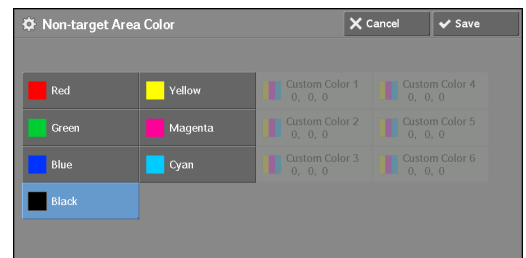 Non-target Area Color
Cancel
Save
Red
Yellow
Custom Color 1
0, 0, 0
Custom Color 4
0, 0, 0
Green
Magenta
Custom Color 2
0, 0, 0
Custom Color 5
0, 0, 0
Blue
Cyan
Custom Color 3
0, 0, 0
Custom Color 6
0, 0, 0
Black